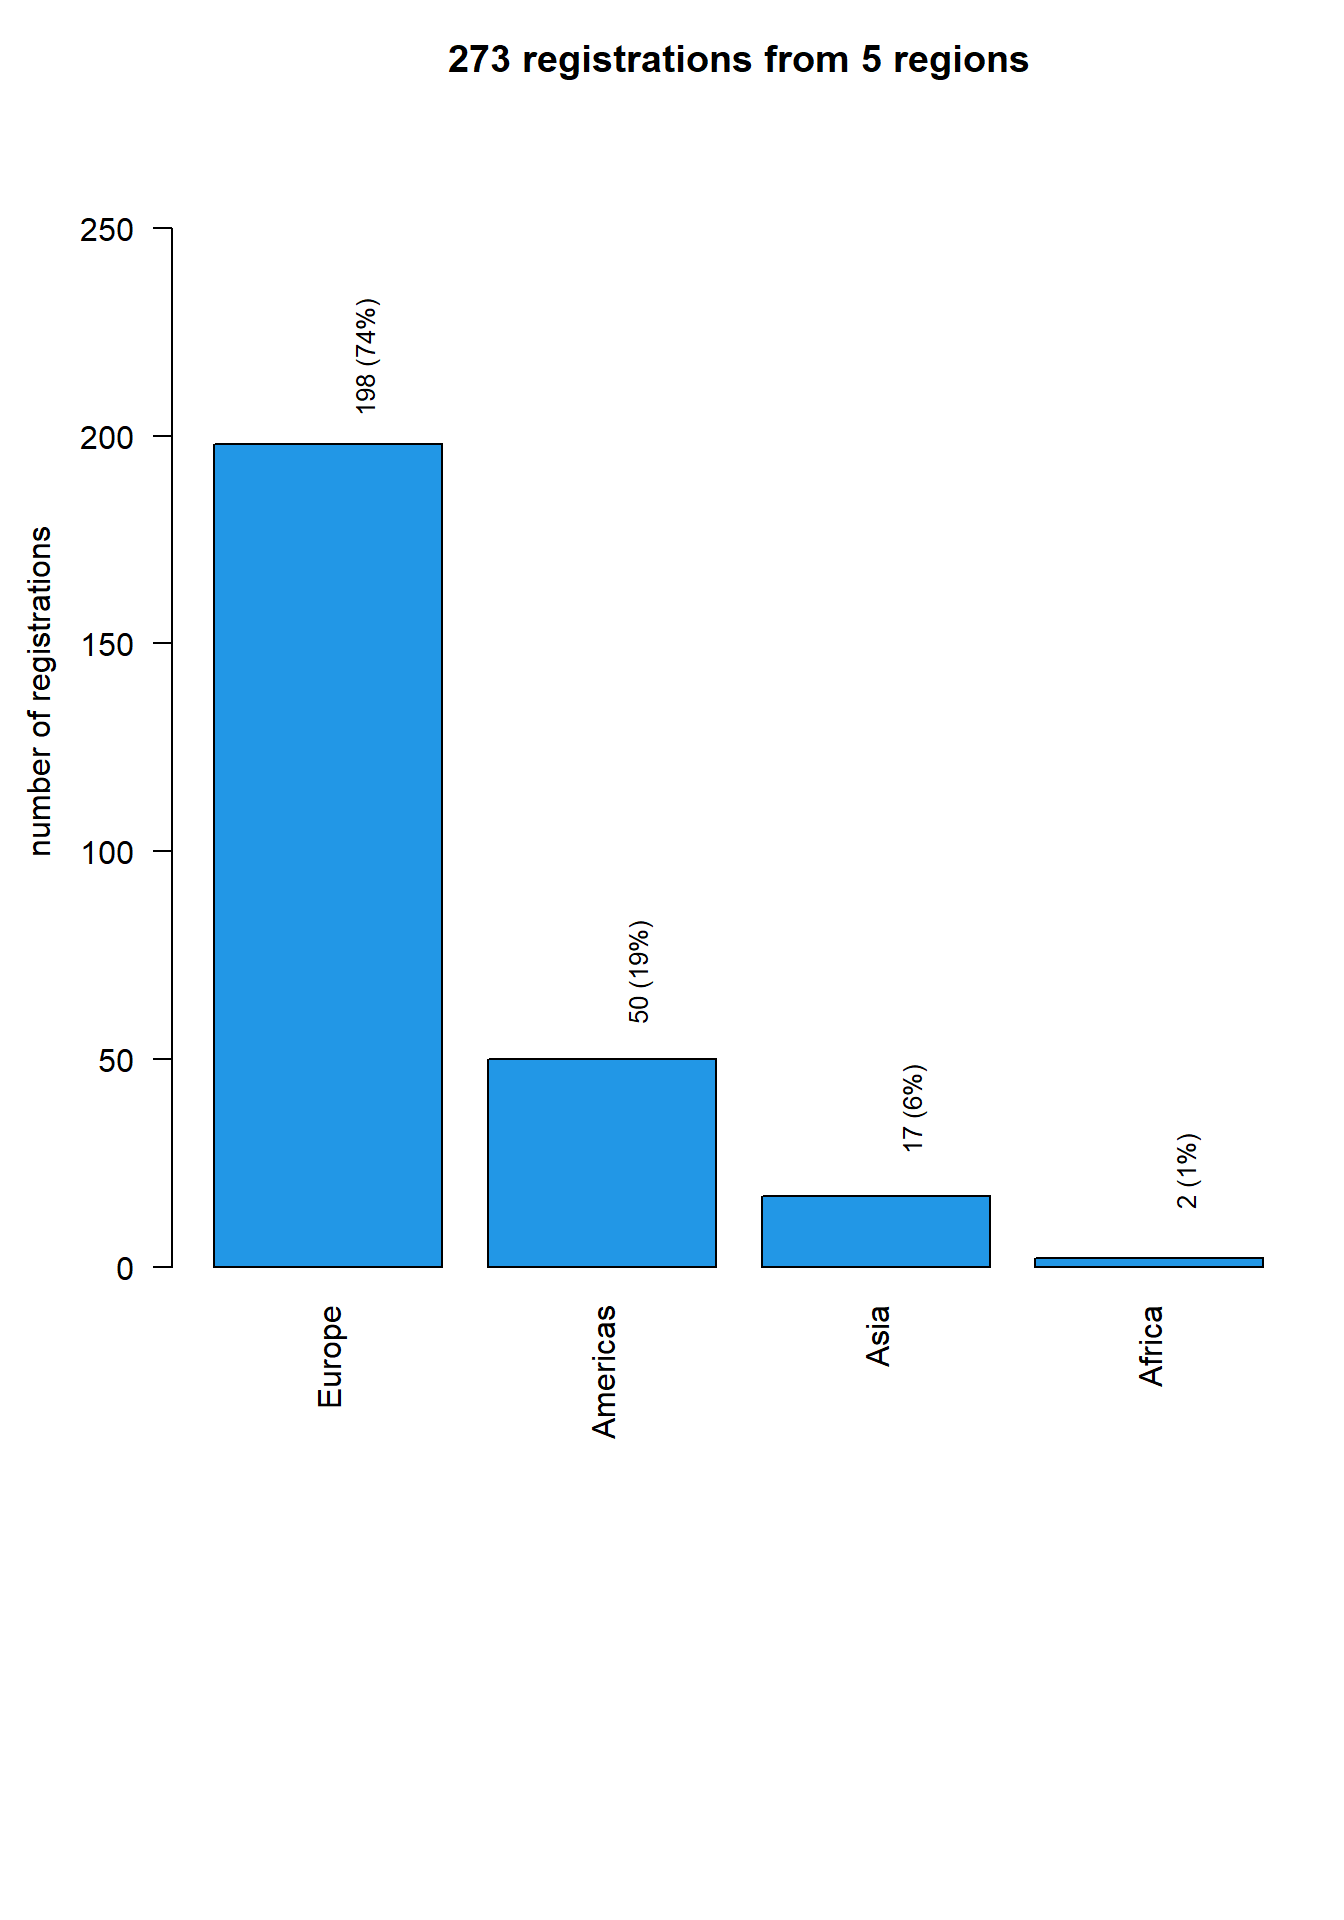 273 registrations from 5 regions
250
200
150
100
50
0
number of registrations
198 (74%)
50 (19%)
17 (6%)
2 (1%)
Europe
Americas
Asia
Africa